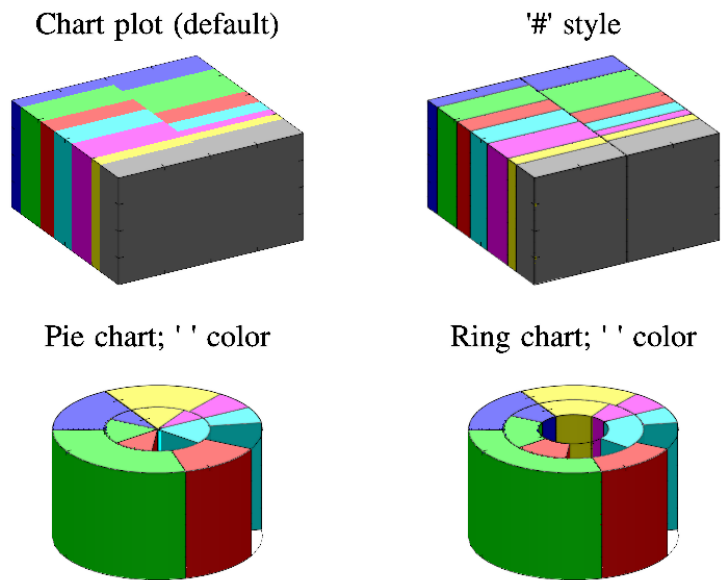 Chart plot (default)
'#' style
Pie chart; ' ' color
Ring chart; ' ' color